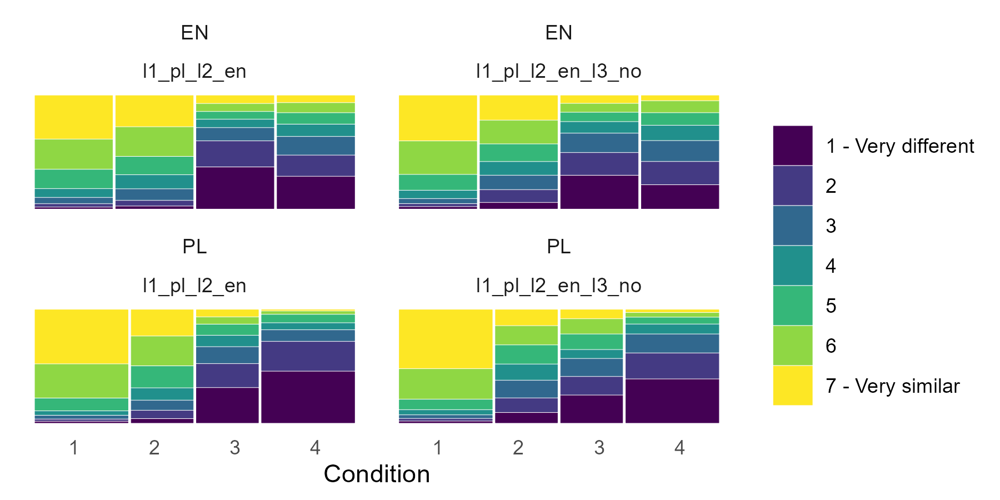 EN
l1_pl_l2_en
EN
l1_pl_l2_en_l3_no
PL
l1_pl_l2_en
PL
l1_pl_l2_en_l3_no
1 2 3 4
1 2 3 4
Condition
1 - Very different
2
3
4
5
6
7 - Very similar